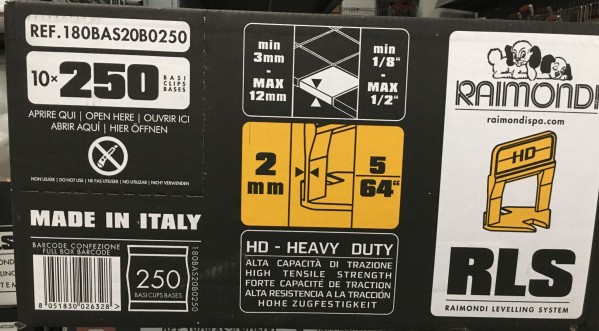 REF.180BAS20B0250
10× 250 BASI
CLIPS
BASES
APRIRE QUI | OPEN HERE | OUVRIR ICI
ABRIR AQUÍ | HIER ÖFFNEN
NON USARE | DO NOT USE | NE PAS UTILISER | NO UTILIZAR | NICHT VERWENDEN
MADE IN ITALY
BARCODE CONFEZIONE
FULL BOX BARCODE
8 051830 026328
250
BASI CLIPS BASES
180BAS20B0250
min
3mm
-
MAX
12mm
min
1/8"
-
MAX
1/2"
2
mm
5
64"
HD - HEAVY DUTY
ALTA CAPACITÀ DI TRAZIONE
HIGH TENSILE STRENGTH
FORTE CAPACITÉ DE TRACTION
ALTA RESISTENCIA A LA TRACCIÓN
HOHE ZUGFESTIGKEIT
RAIMONDI
raimondispa.com
HD
RLS
RAIMONDI LEVELLING SYSTEM